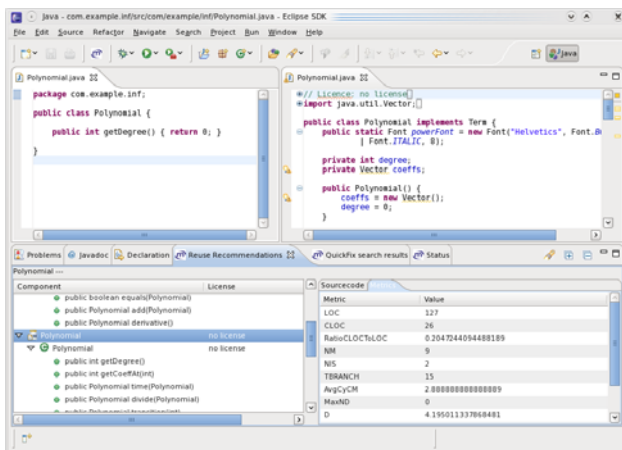 Java - com.example.inf/src/com/example/inf/Polynomial.java - Eclipse SDK
File Edit Source Refactor Navigate Search Project Run Window Help
Java
Polynomial.java
package com.example.inf;
public class Polynomial {
public int getDegree() { return 0; }
}
Polynomial.java
// Licence: no license
import java.util.Vector;
public class Polynomial implements Term {
public static Font powerFont = new Font("Helvetics", Font.B
| Font.ITALIC, 8);
private int degree;
private Vector coeffs;
public Polynomial() {
coeffs = new Vector();
degree = 0;
}
Problems Javadoc Declaration Reuse Recommendations QuickFix search results Status
Polynomial ---
Component License
public boolean equals(Polynomial)
public Polynomial add(Polynomial)
public Polynomial derivative()
Polynomial no license
Polynomial no license
public int getDegree()
public int getCoeffAt(int)
public Polynomial time(Polynomial)
public Polynomial divide(Polynomial)
public Polynomial transition(int)
Sourcecode Metrics
Metric Value
LOC 127
CLOC 26
RatioCLOCToLOC 0.2047244094488189
NM 9
NIS 2
TBRANCH 15
AvgCyCM 2.888888888888889
MaxND 0
D 4.195011337868481